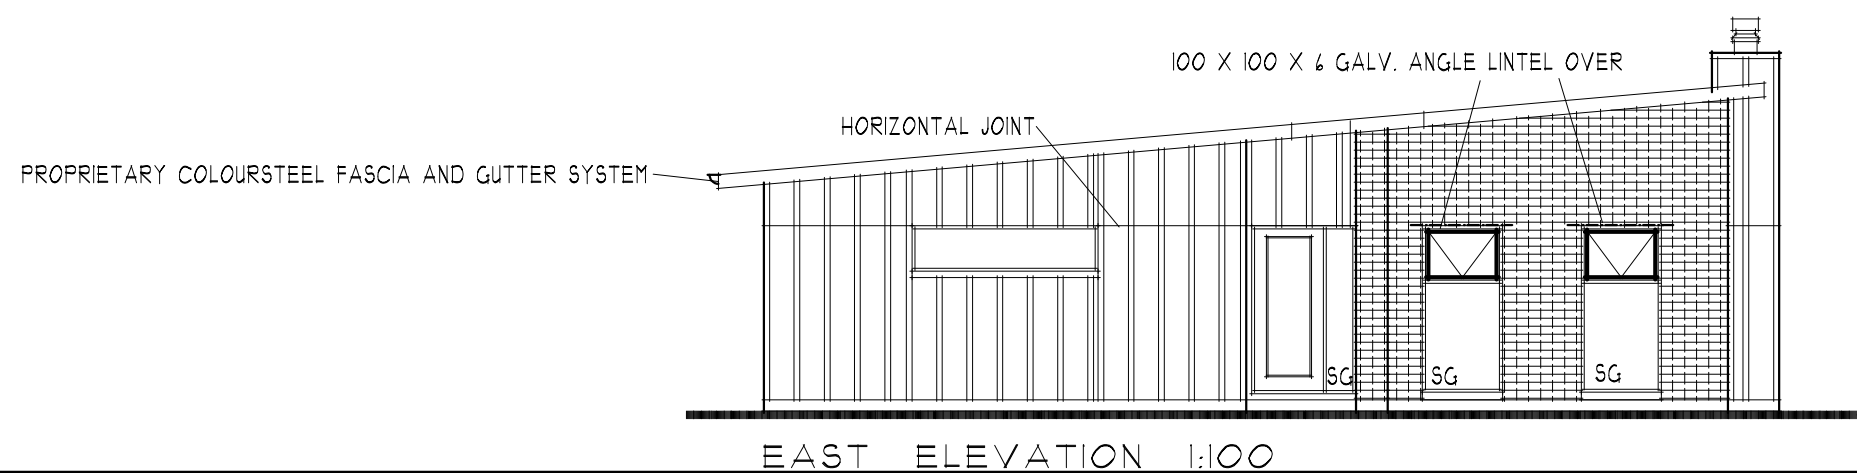 100 X 100 X 6 GALV. ANGLE LINTEL OVER
HORIZONTAL JOINT
PROPRIETARY COLOURSTEEL FASCIA AND GUTTER SYSTEM
SG
SG
SG
EAST ELEVATION 1:100